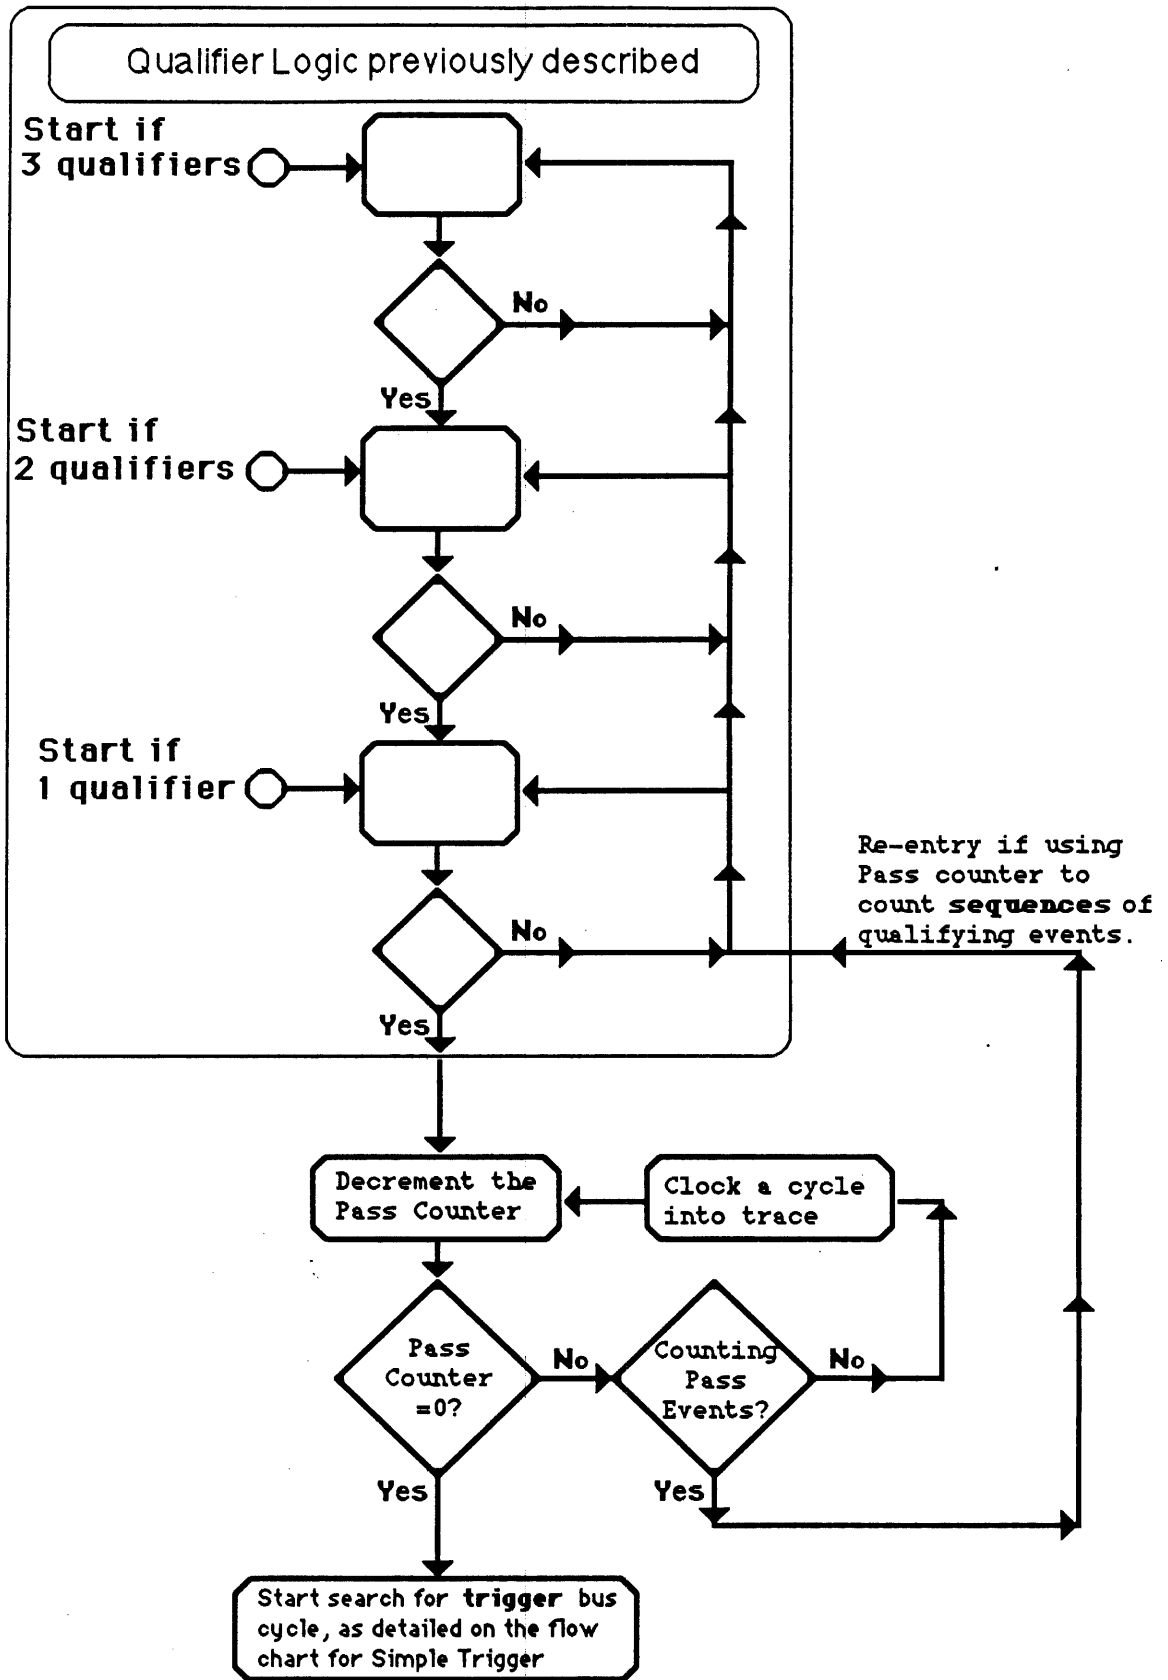 Qualifier Logic previously described
Start if
3 qualifiers
No
Yes
Start if
2 qualifiers
No
Yes
Start if
1 qualifier
Re-entry if using
Pass counter to
count sequences of
qualifying events.
No
Yes
Decrement the
Pass Counter
Clock a cycle
into trace
Pass
Counter
=0?
No
Counting
Pass
Events?
No
Yes
Yes
Start search for trigger bus
cycle, as detailed on the flow
chart for Simple Trigger